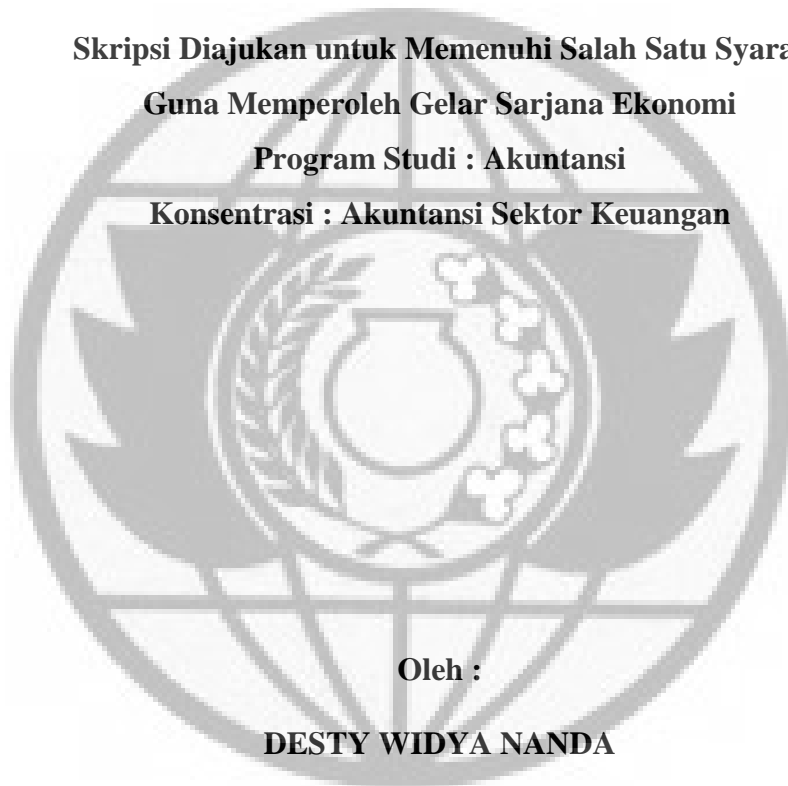 Skripsi Diajukan untuk Memenuhi Salah Satu Syara
Guna Memperoleh Gelar Sarjana Ekonomi
Program Studi : Akuntansi
Konsentrasi : Akuntansi Sektor Keuangan
Oleh :
DESTY WIDYA NANDA